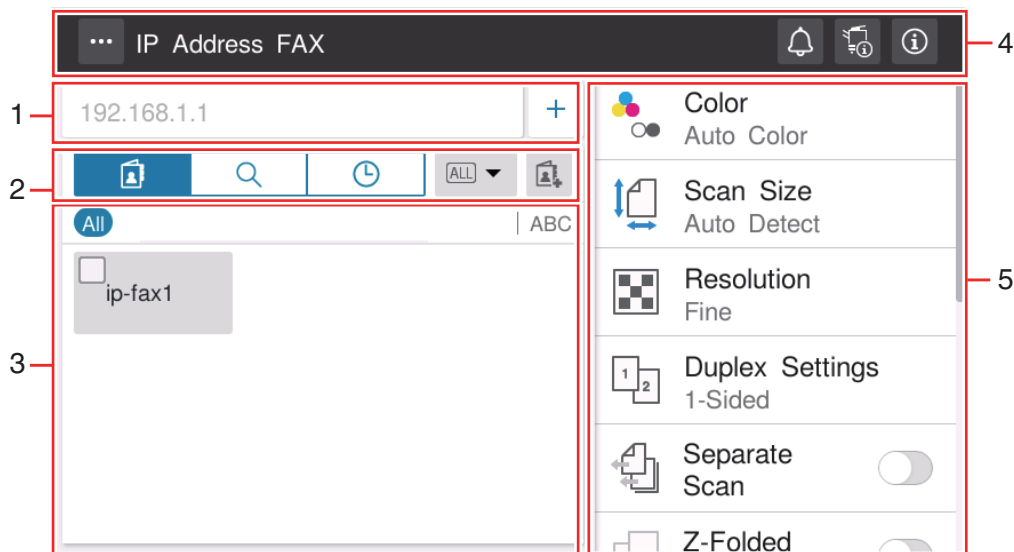 IP Address FAX
4
1
192.168.1.1
+
2
ALL
3
All
ABC
ip-fax1
5
Color
Auto Color
Scan Size
Auto Detect
Resolution
Fine
1
2
Duplex Settings
1-Sided
Separate
Scan
Z-Folded